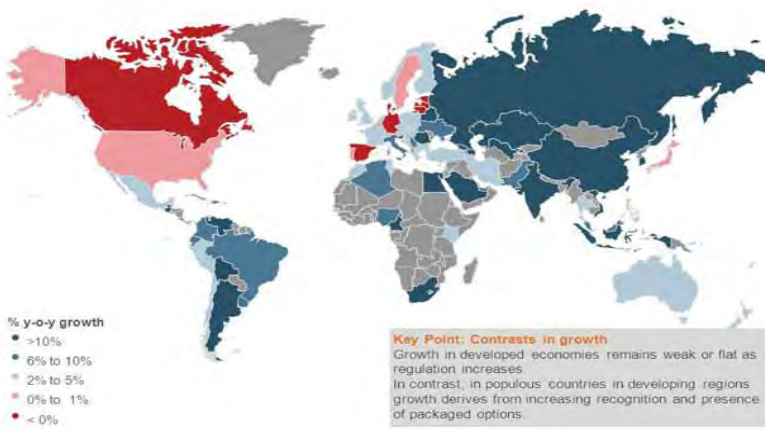 % y-o-y growth
>10%
6% to 10%
2% to 5%
0% to 1%
< 0%
Key Point: Contrasts in growth
Growth in developed economies remains weak or flat as
regulation increases.
In contrast, in populous countries in developing regions
growth derives from increasing recognition and presence
of packaged options.